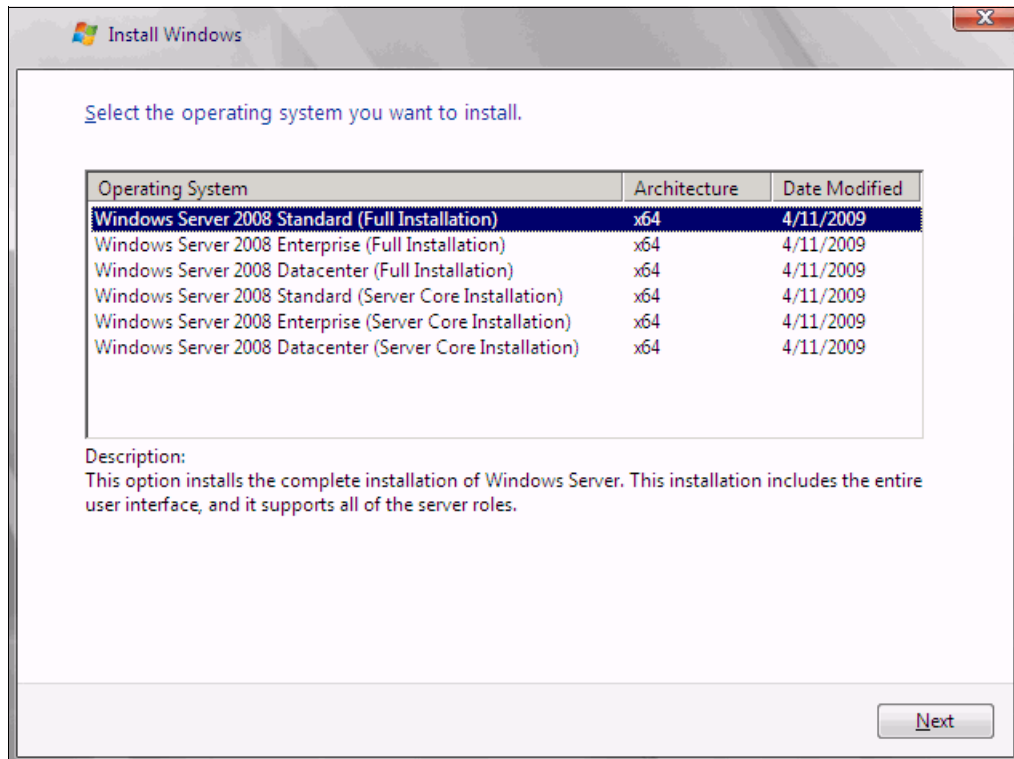 Install Windows
Select the operating system you want to install.
Operating System Architecture Date Modified
Windows Server 2008 Standard (Full Installation) x64 4/11/2009
Windows Server 2008 Enterprise (Full Installation) x64 4/11/2009
Windows Server 2008 Datacenter (Full Installation) x64 4/11/2009
Windows Server 2008 Standard (Server Core Installation) x64 4/11/2009
Windows Server 2008 Enterprise (Server Core Installation) x64 4/11/2009
Windows Server 2008 Datacenter (Server Core Installation) x64 4/11/2009
Description:
This option installs the complete installation of Windows Server. This installation includes the entire
user interface, and it supports all of the server roles.
Next